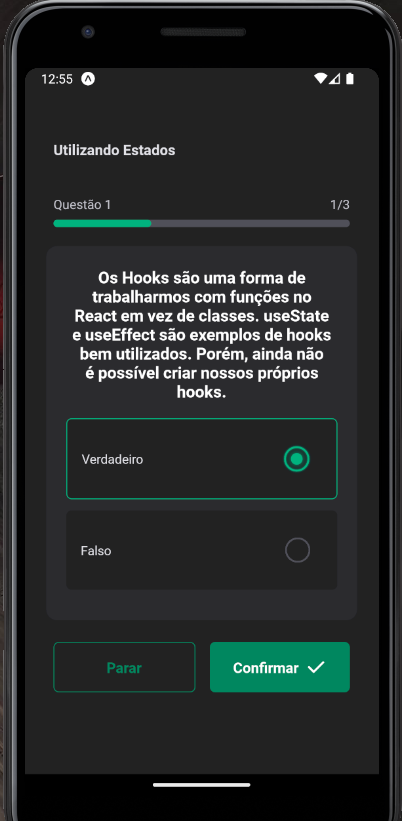 12:55
Utilizando Estados
Questão 1
1/3
Os Hooks são uma forma de
trabalharmos com funções no
React em vez de classes. useState
e useEffect são exemplos de hooks
bem utilizados. Porém, ainda não
é possível criar nossos próprios
hooks.
Verdadeiro
Falso
Parar
Confirmar